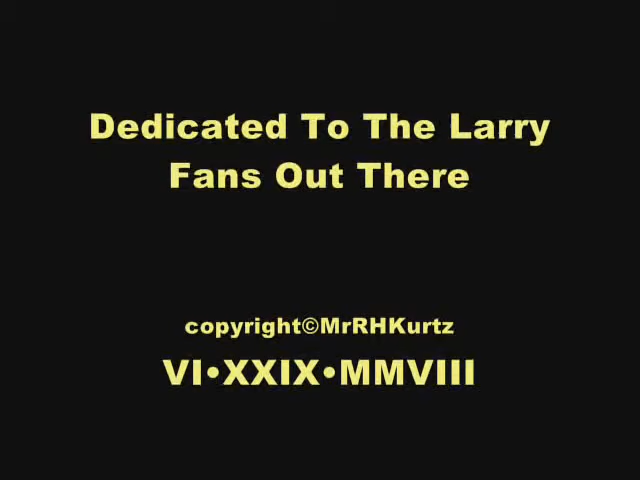 Dedicated To The Larry
Fans Out There
copyright©MrRHKurtz
VI•XXIX•MMVIII